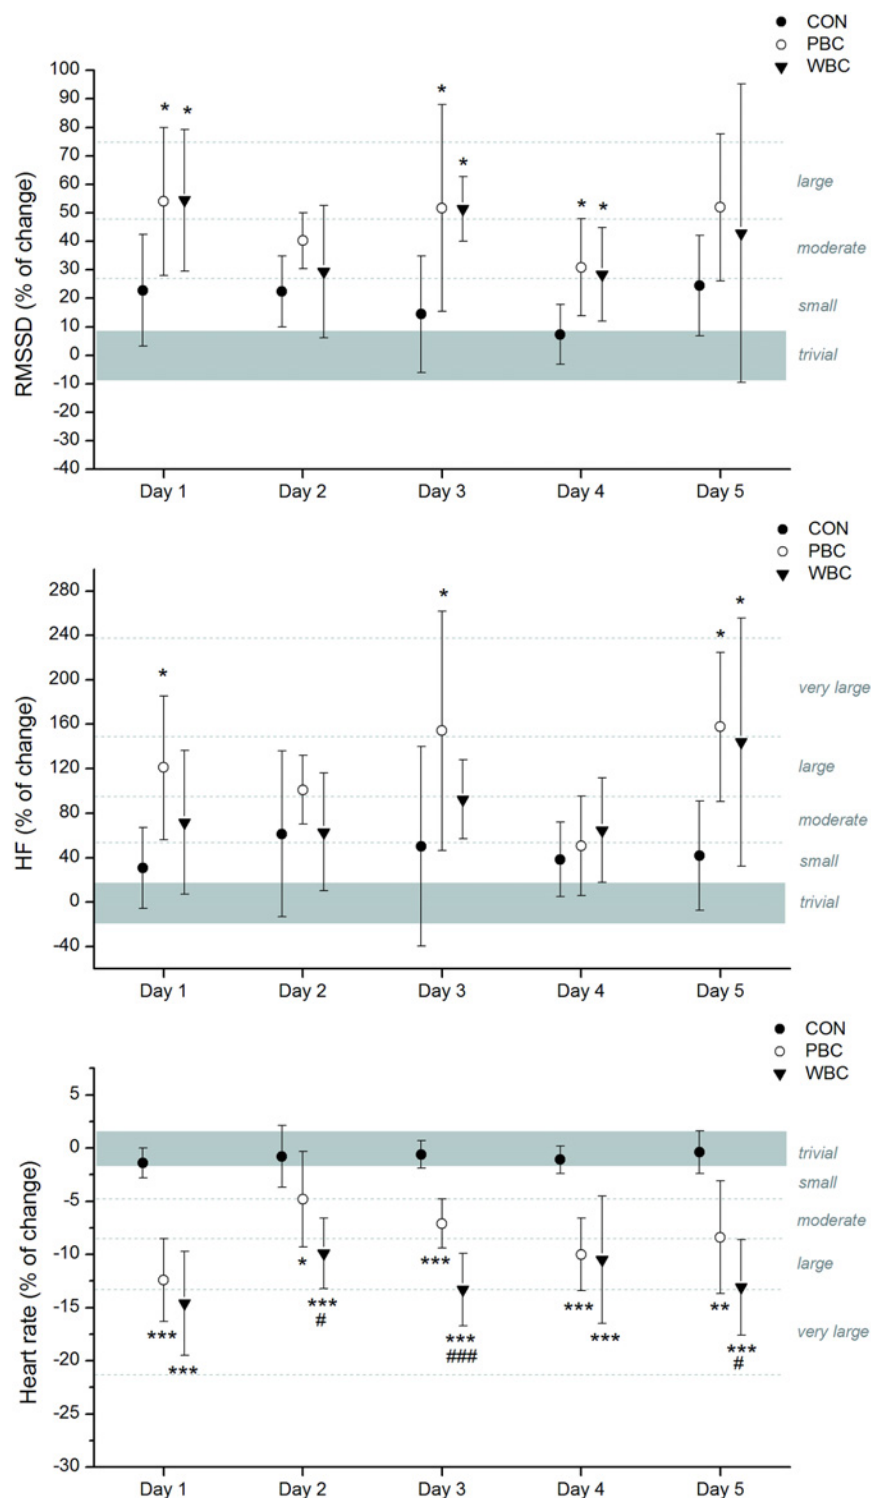 CON
PBC
WBC
RMSSD (% of change)
100
90
80
70
60
50
40
30
20
10
0
-10
-20
-30
-40
* *
*
*
* *
large
moderate
small
trivial
Day 1 Day 2 Day 3 Day 4 Day 5
CON
PBC
WBC
HF (% of change)
280
240
200
160
120
80
40
0
-40
*
*
*
*
very large
large
moderate
small
trivial
Day 1 Day 2 Day 3 Day 4 Day 5
CON
PBC
WBC
Heart rate (% of change)
5
0
-5
-10
-15
-20
-25
-30
trivial
small
moderate
large
very large
***
***
*
***
#
***
***
###
***
***
**
***
#
Day 1 Day 2 Day 3 Day 4 Day 5